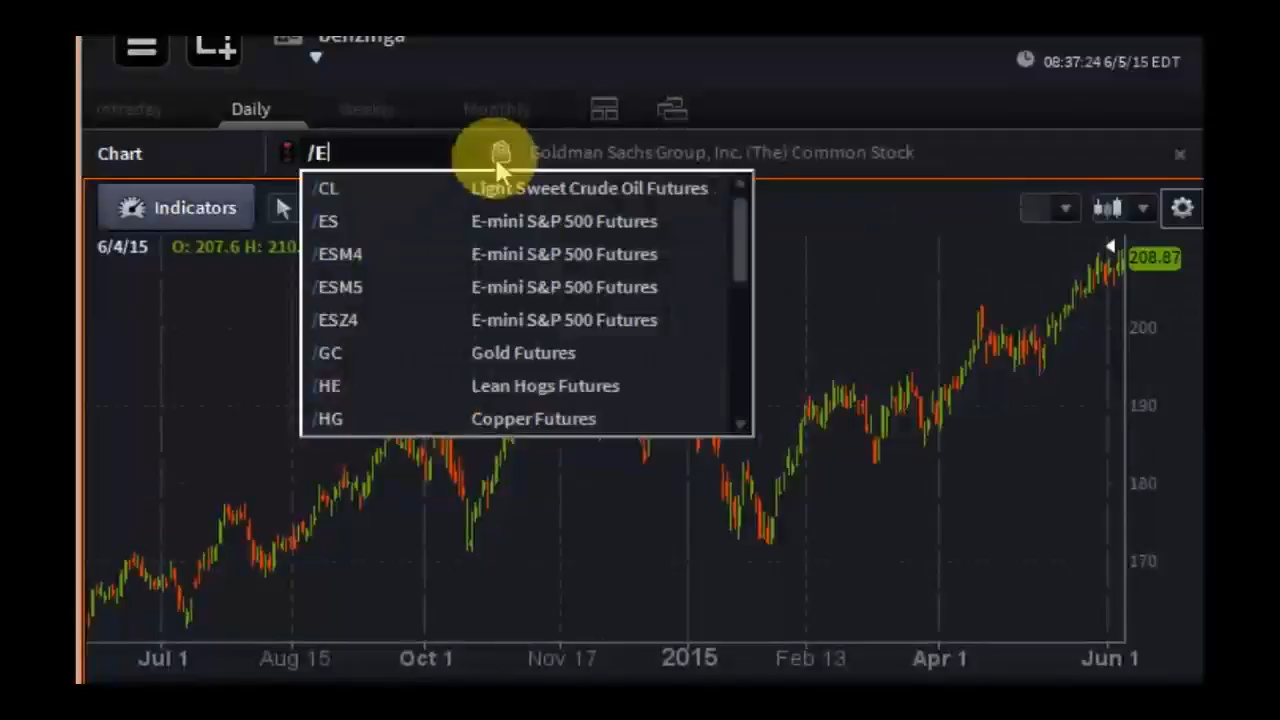 benzinga
08:37:24 6/5/15 EDT
Intraday Daily Weekly Monthly
Chart /E Goldman Sachs Group, Inc. (The) Common Stock
/CL Light Sweet Crude Oil Futures
Indicators
/ES E-mini S&P 500 Futures
6/4/15 O: 207.6 H: 210.
/ESM4 E-mini S&P 500 Futures
208.87
/ESM5 E-mini S&P 500 Futures
/ESZ4 E-mini S&P 500 Futures
200
/GC Gold Futures
/HE Lean Hogs Futures
190
/HG Copper Futures
180
170
Jul 1 Aug 15 Oct 1 Nov 17 2015 Feb 13 Apr 1 Jun 1